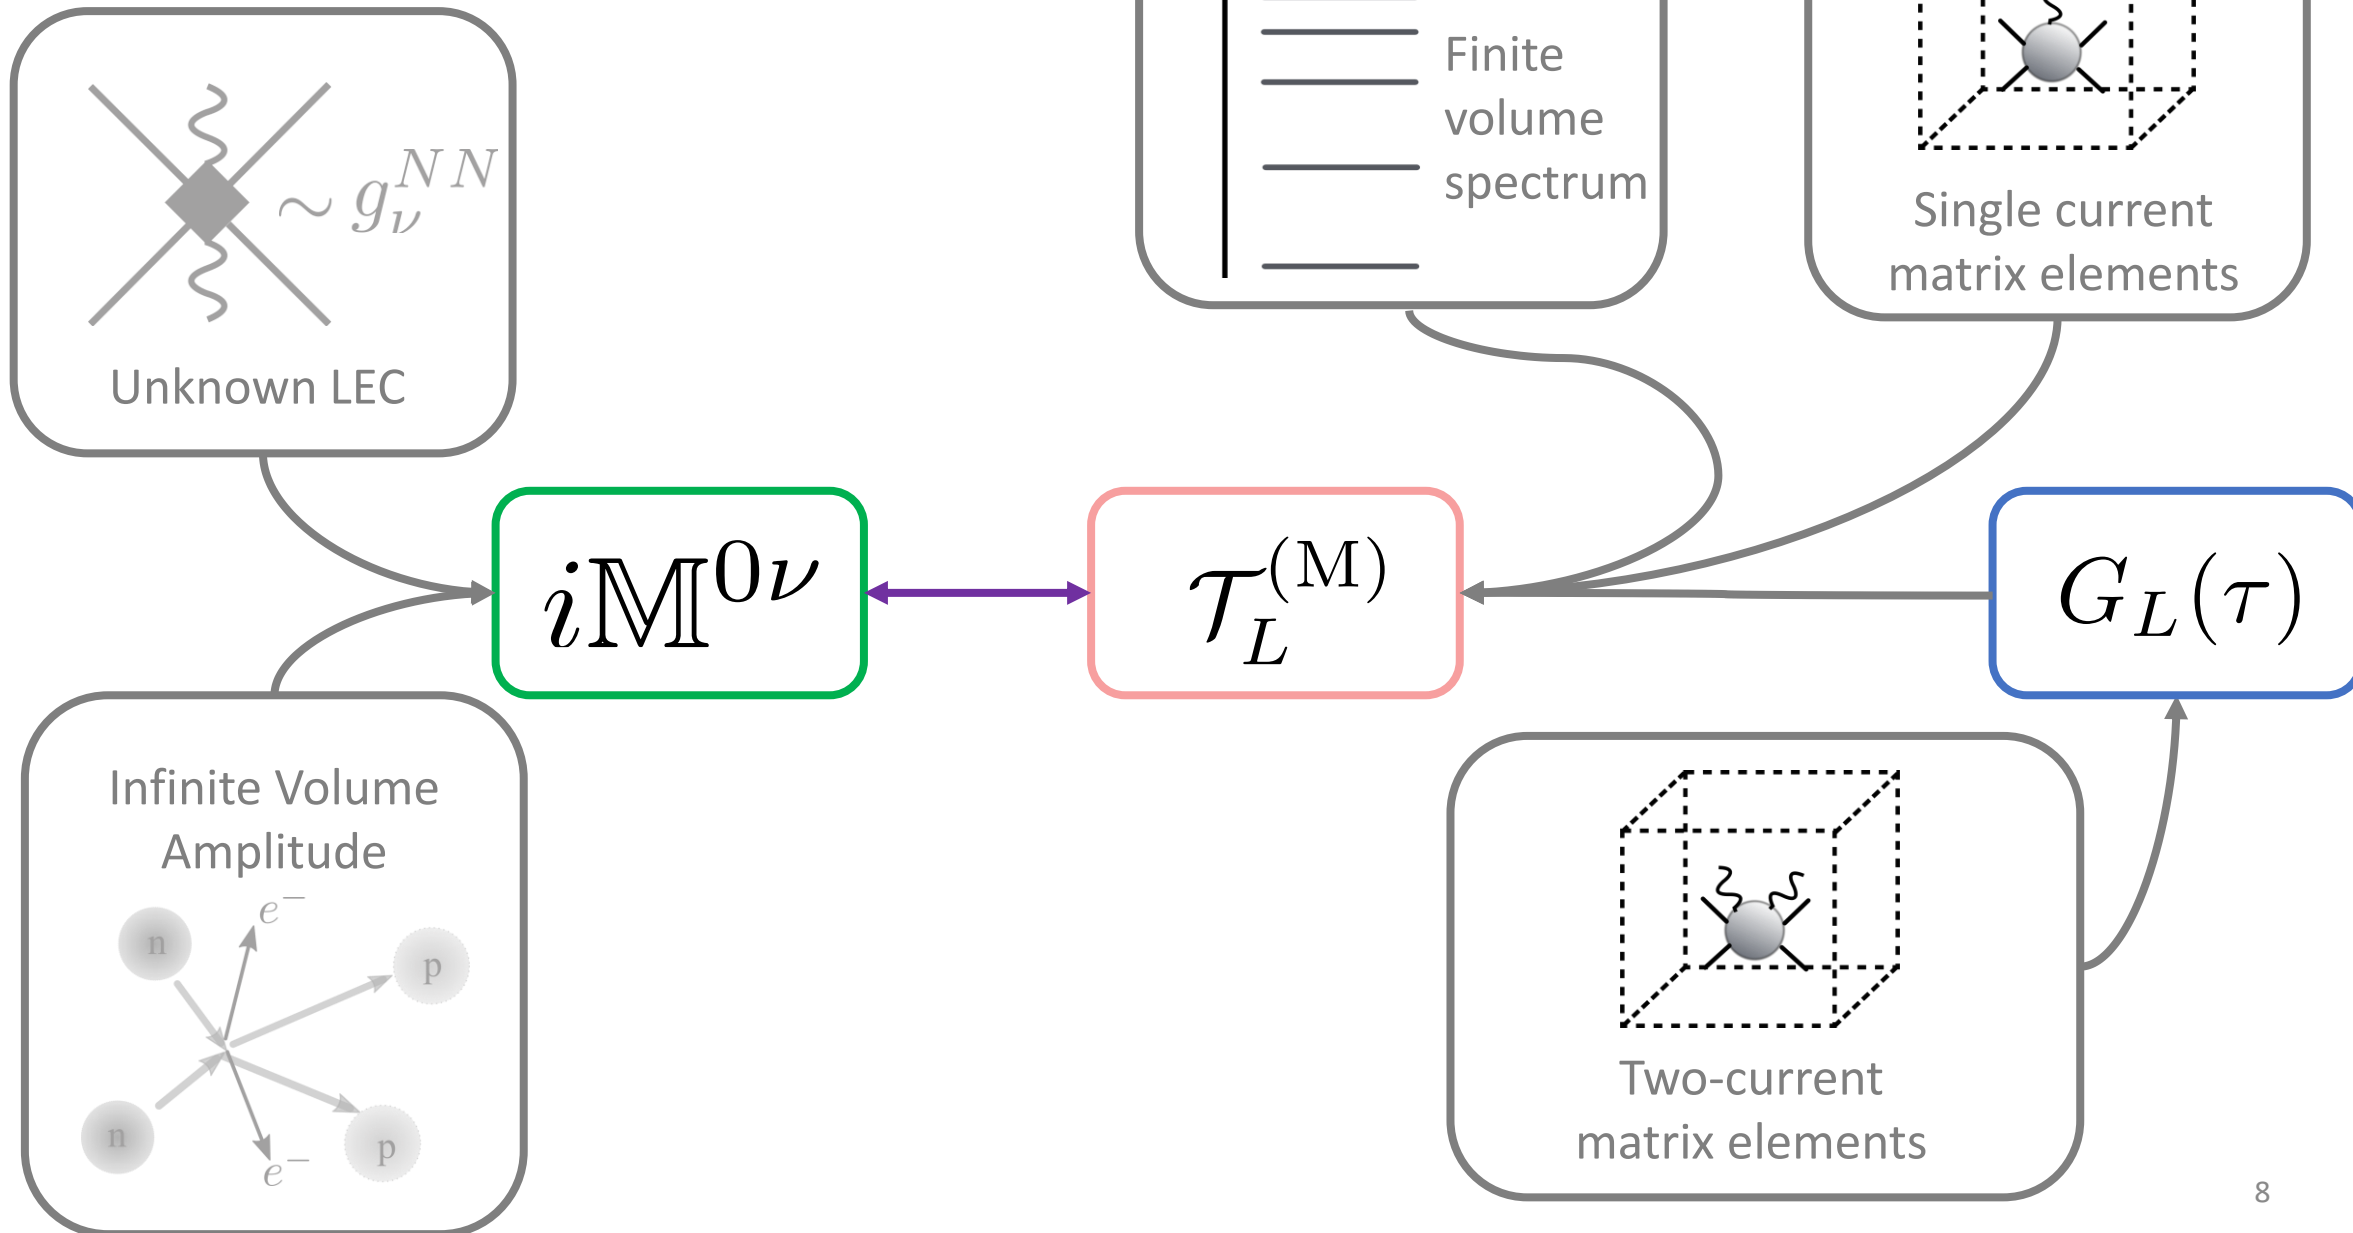 ∼ g_ν^{NN}
Unknown LEC
Finite
volume
spectrum
Single current
matrix elements
i𝕄^{0ν}
𝒯_L^{(M)}
G_L(τ)
Infinite Volume
Amplitude
n
e⁻
p
n
e⁻
p
Two-current
matrix elements
8